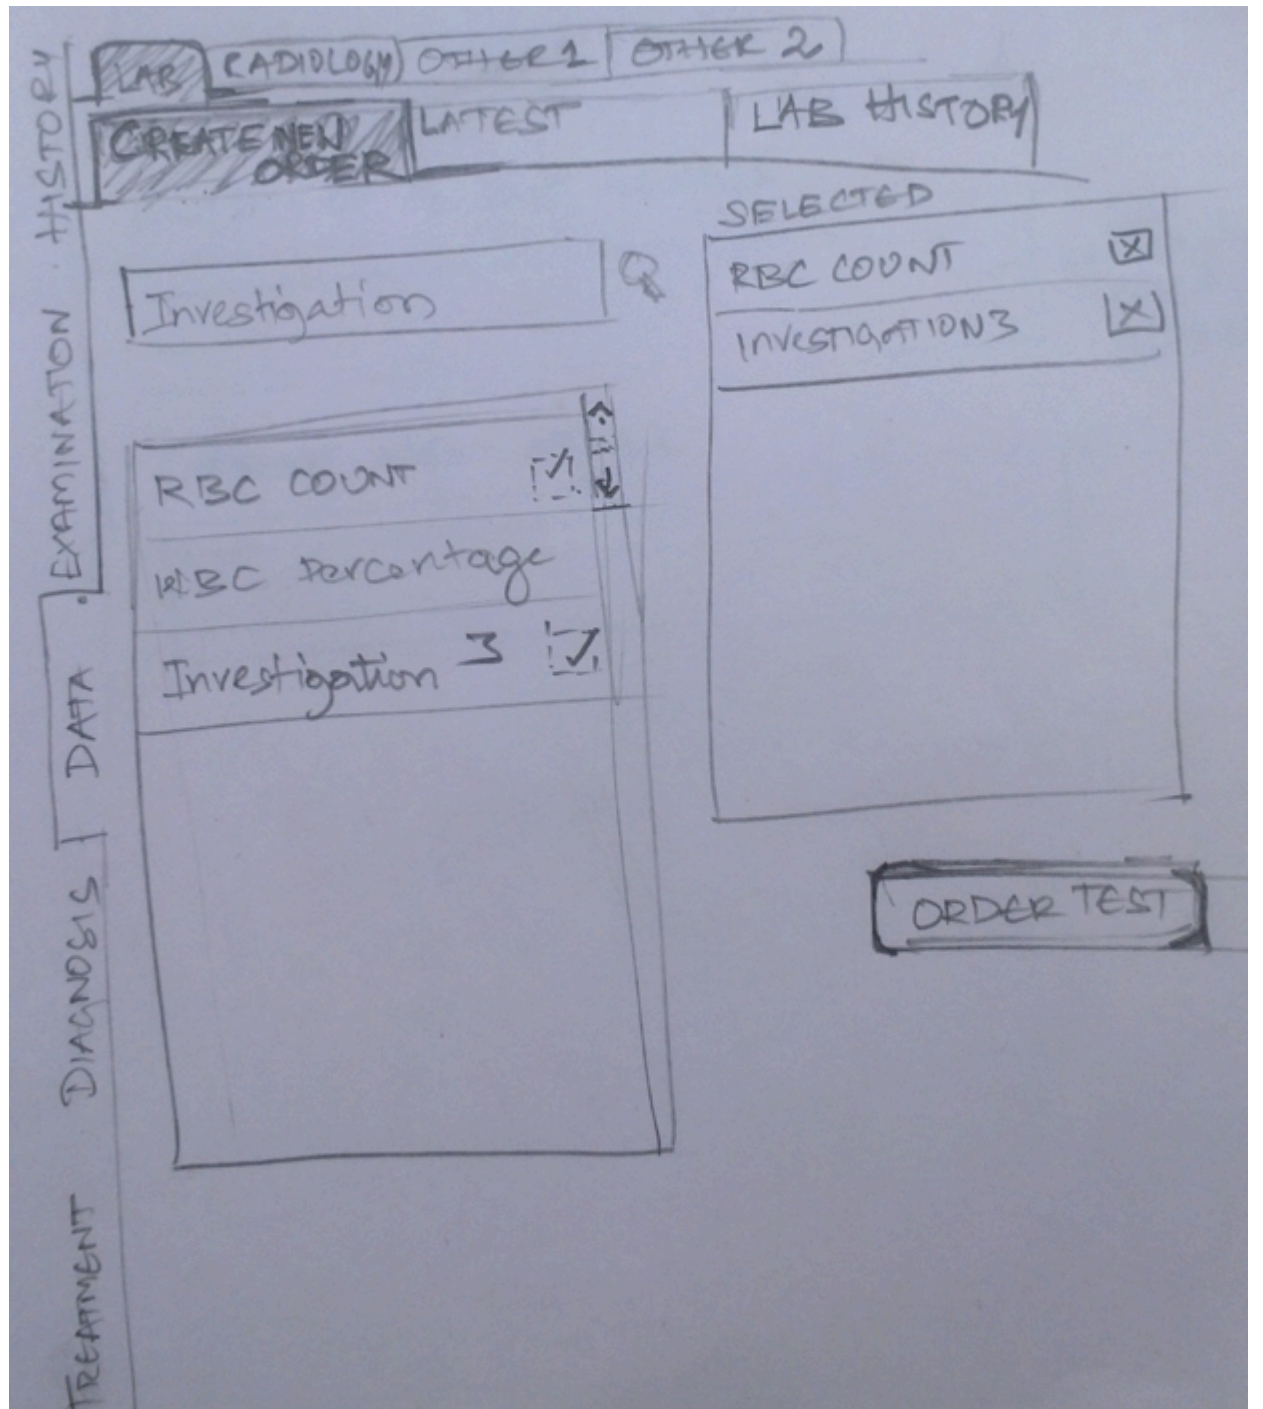 LAB RADIOLOGY OTHER 1 OTHER 2
CREATE NEW
ORDER
LATEST
LAB HISTORY
HISTORY
EXAMINATION
DATA
DIAGNOSIS
TREATMENT
Investigation
RBC COUNT
WBC Percentage
Investigation 3
SELECTED
RBC COUNT
INVESTIGATION3
ORDER TEST